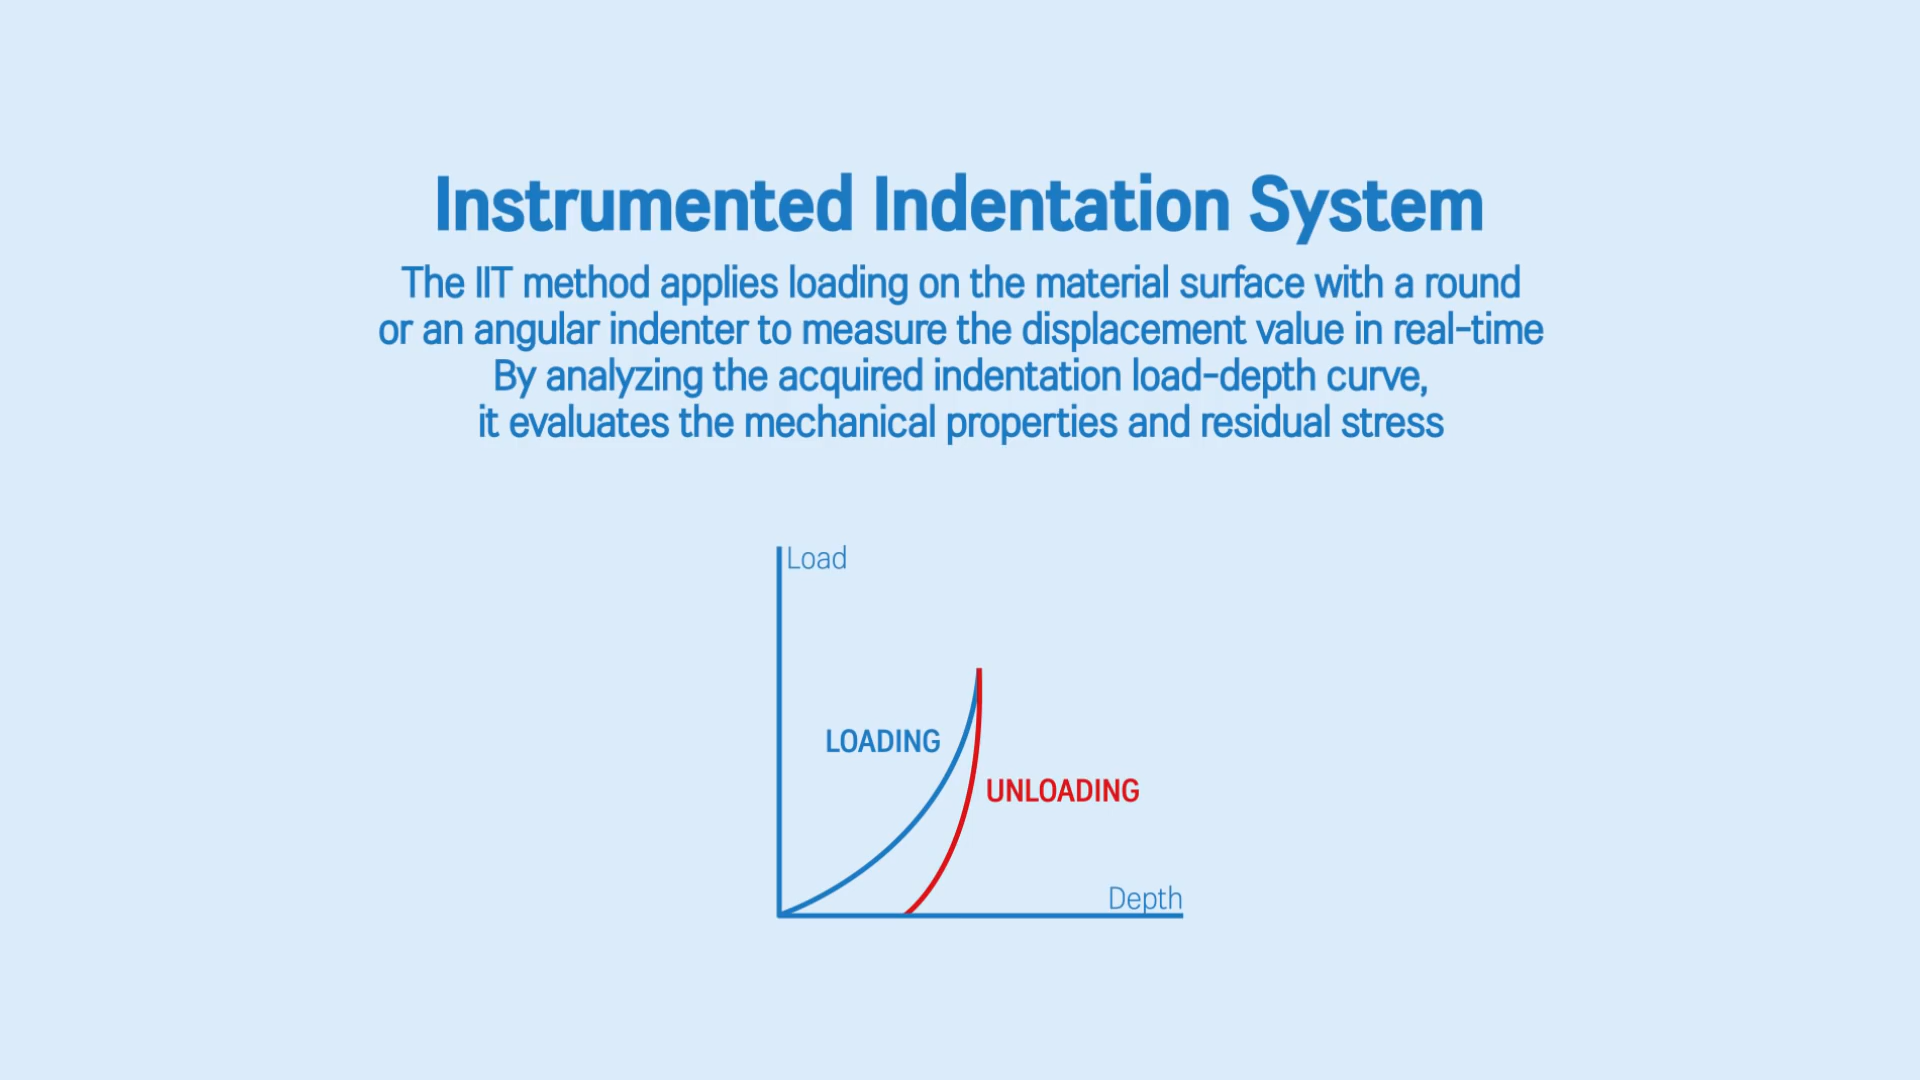 Instrumented Indentation System
The IIT method applies loading on the material surface with a round
or an angular indenter to measure the displacement value in real-time
By analyzing the acquired indentation load-depth curve,
it evaluates the mechanical properties and residual stress
Load
LOADING
UNLOADING
Depth